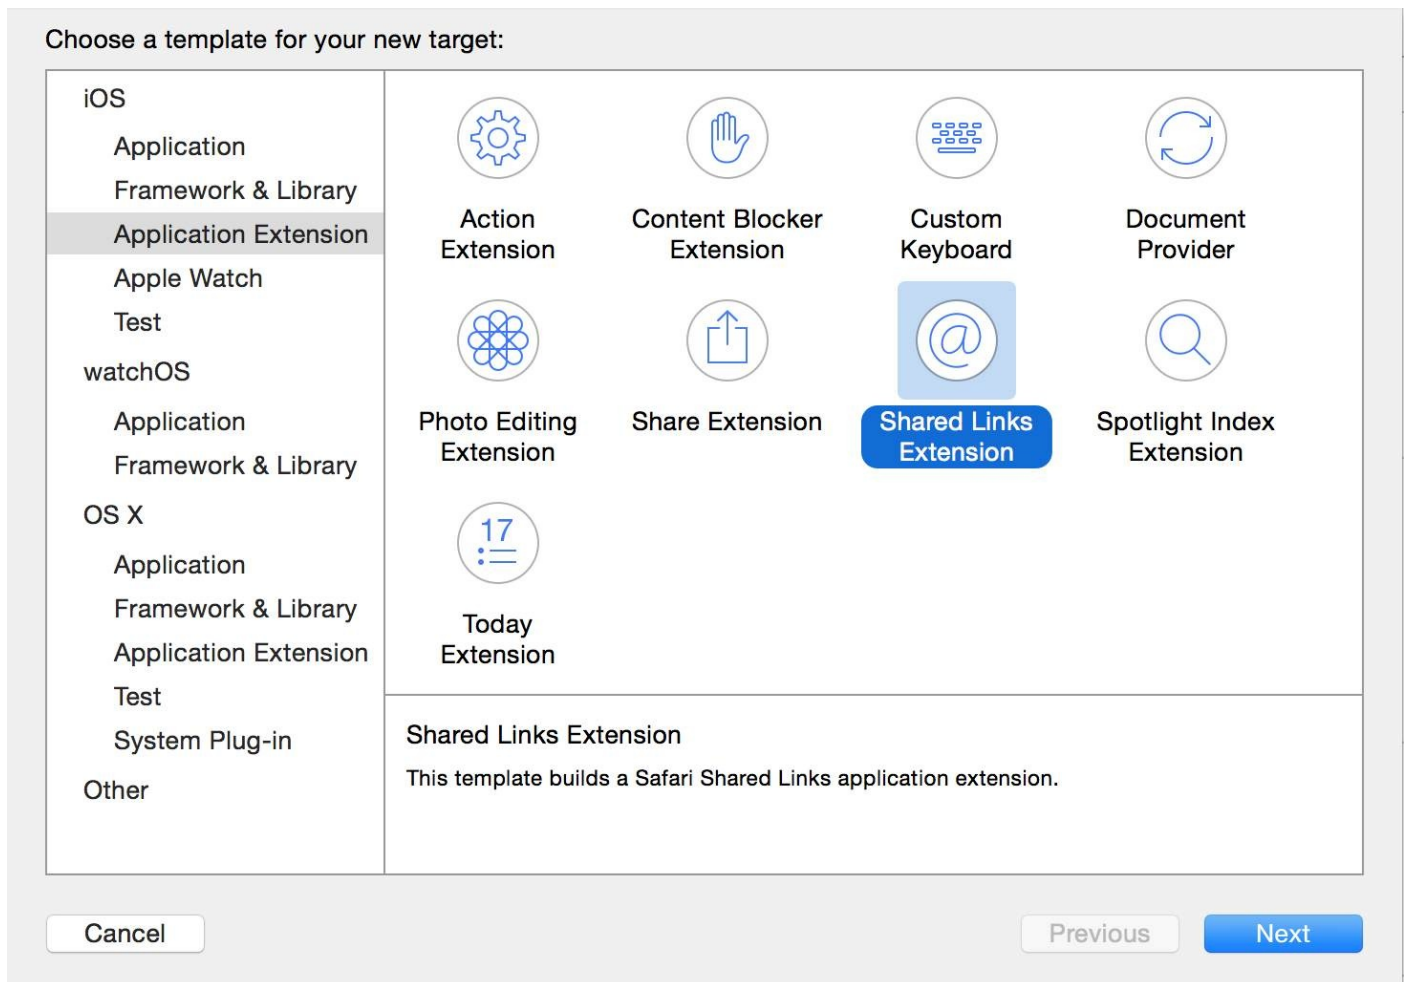 Choose a template for your new target:
iOS
Application
Framework & Library
Application Extension
Apple Watch
Test
watchOS
Application
Framework & Library
OS X
Application
Framework & Library
Application Extension
Test
System Plug-in
Other
Action
Extension
Content Blocker
Extension
Custom
Keyboard
Document
Provider
Photo Editing
Extension
Share Extension
@
Shared Links
Extension
Spotlight Index
Extension
17
Today
Extension
Shared Links Extension
This template builds a Safari Shared Links application extension.
Cancel
Previous
Next